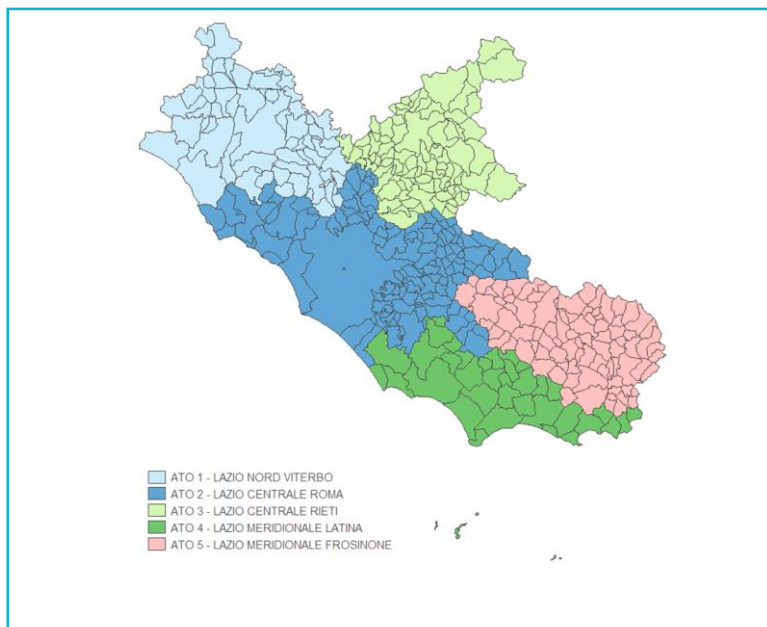 ATO 1 - LAZIO NORD VITERBO
ATO 2 - LAZIO CENTRALE ROMA
ATO 3 - LAZIO CENTRALE RIETI
ATO 4 - LAZIO MERIDIONALE LATINA
ATO 5 - LAZIO MERIDIONALE FROSINONE